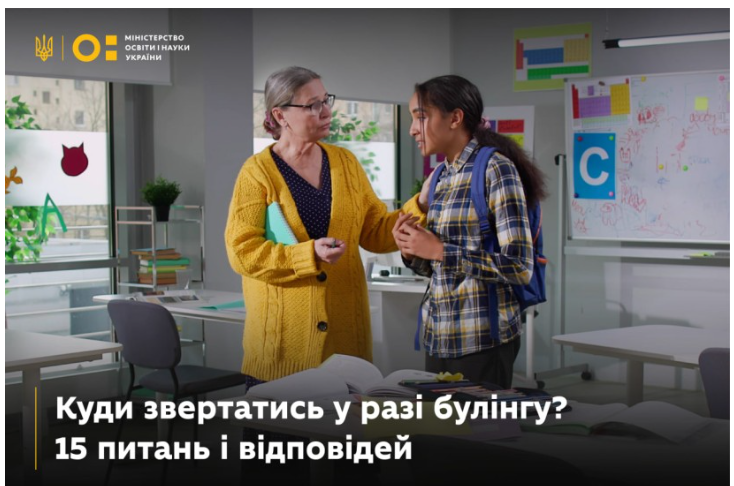 МІНІСТЕРСТВО
ОСВІТИ І НАУКИ
УКРАЇНИ
C
A
Куди звертатись у разі булінгу?
15 питань і відповідей